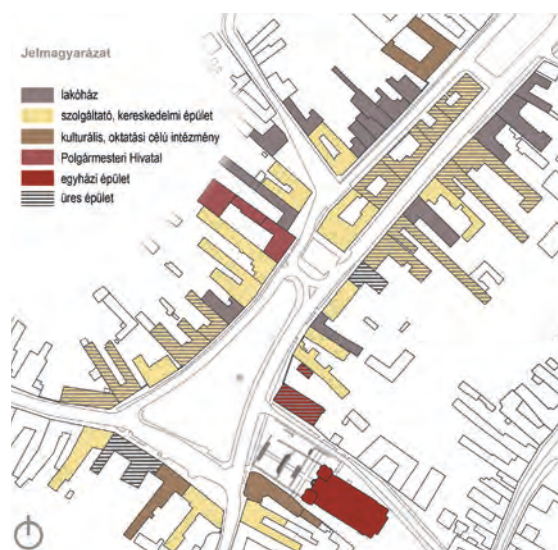 Jelmagyarázat
lakóház
szolgáltató, kereskedelmi épület
kulturális, oktatási célú intézmény
Polgármesteri Hivatal
egyházi épület
üres épület